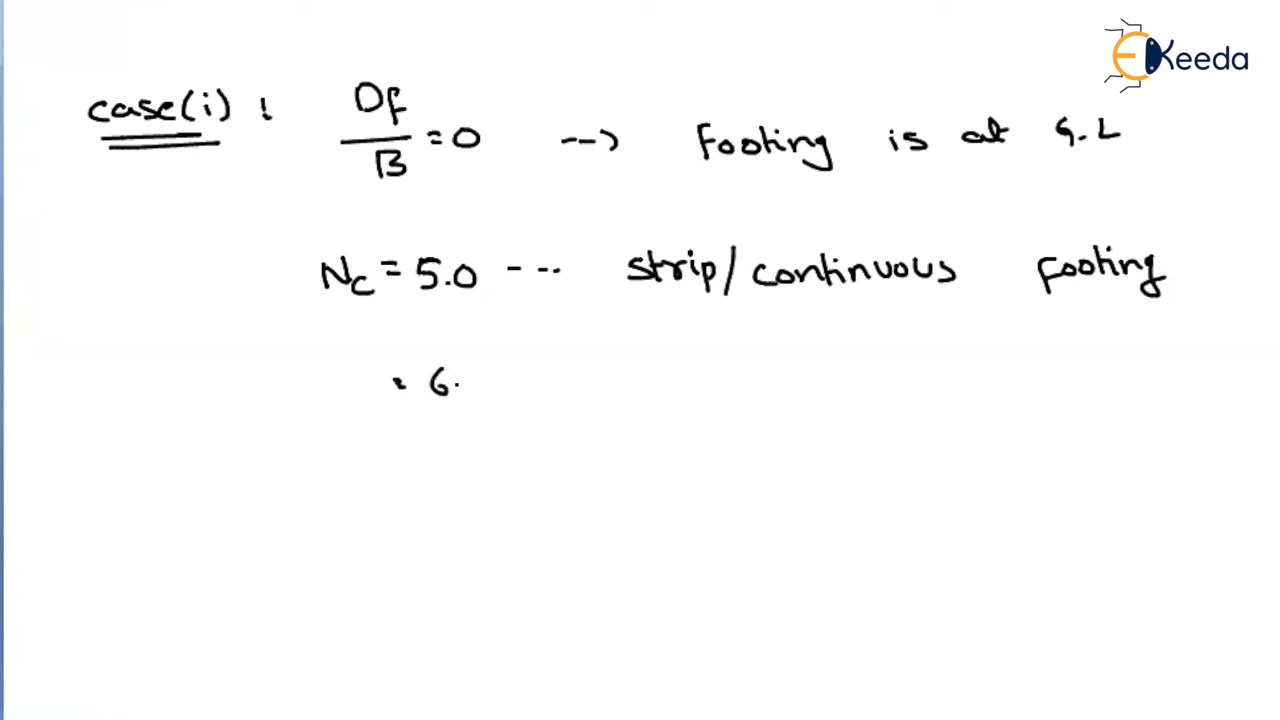 EKeeda
case(i) : Df/B = 0 --> Footing is at G.L
Nc = 5.0 --- strip/continuous footing
= 6.